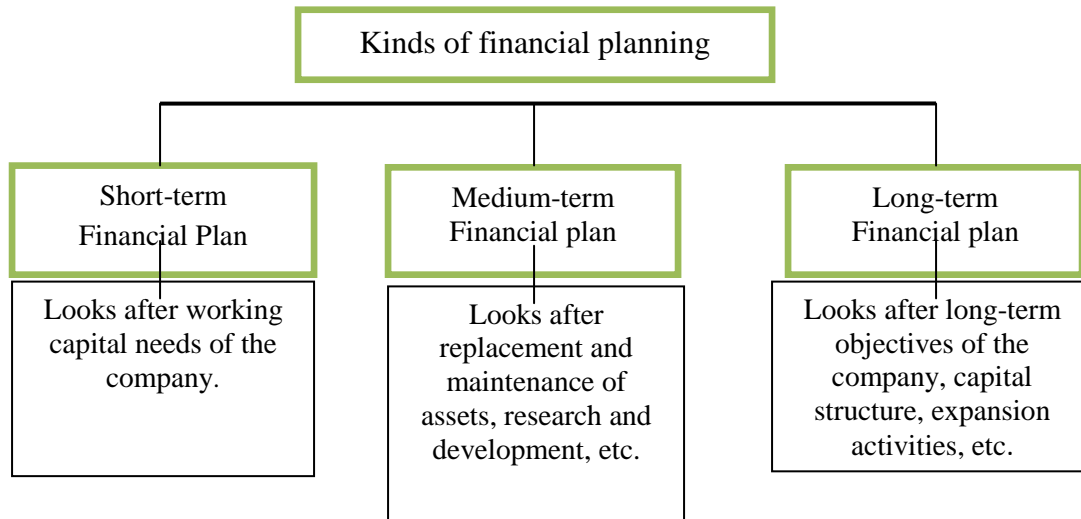 Kinds of financial planning
Short-term
Financial Plan
Looks after working
capital needs of the
company.
Medium-term
Financial plan
Looks after
replacement and
maintenance of
assets, research and
development, etc.
Long-term
Financial plan
Looks after long-term
objectives of the
company, capital
structure, expansion
activities, etc.